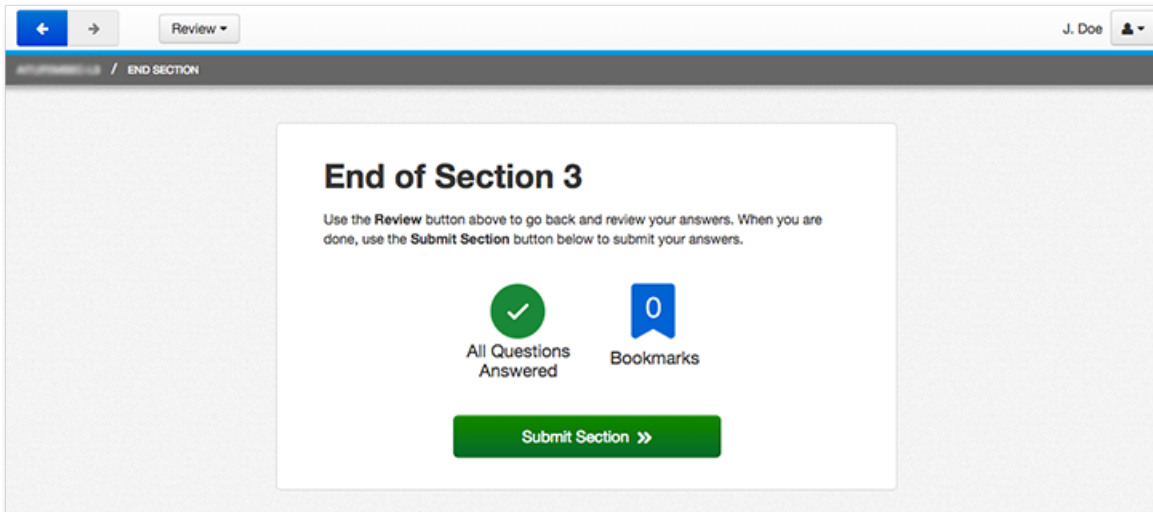 Review
J. Doe
/ END SECTION
End of Section 3
Use the Review button above to go back and review your answers. When you are
done, use the Submit Section button below to submit your answers.
0
All Questions
Answered
Bookmarks
Submit Section »